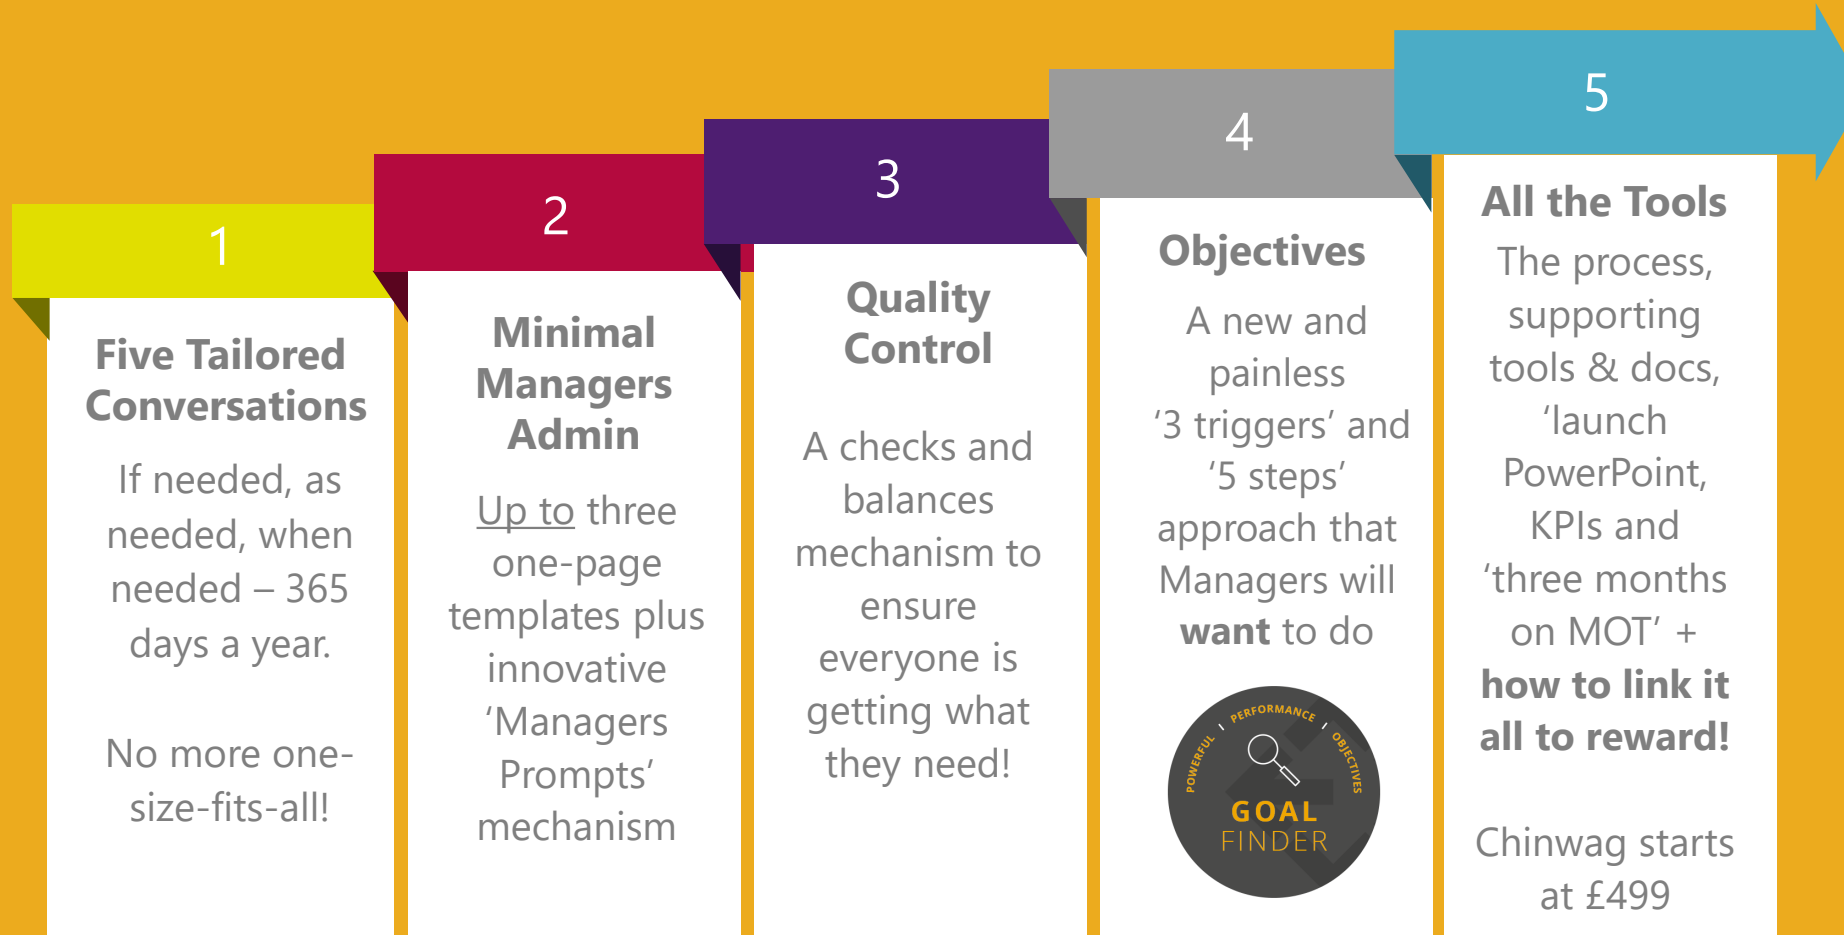 1
Five Tailored
Conversations
If needed, as
needed, when
needed – 365
days a year.
No more one-
size-fits-all!
2
Minimal
Managers
Admin
Up to three
one-page
templates plus
innovative
‘Managers
Prompts’
mechanism
3
Quality
Control
A checks and
balances
mechanism to
ensure
everyone is
getting what
they need!
4
Objectives
A new and
painless
‘3 triggers’ and
‘5 steps’
approach that
Managers will
want to do
POWERFUL | PERFORMANCE | OBJECTIVES
GOAL
FINDER
5
All the Tools
The process,
supporting
tools & docs,
‘launch
PowerPoint,
KPIs and
‘three months
on MOT’ +
how to link it
all to reward!
Chinwag starts
at £499